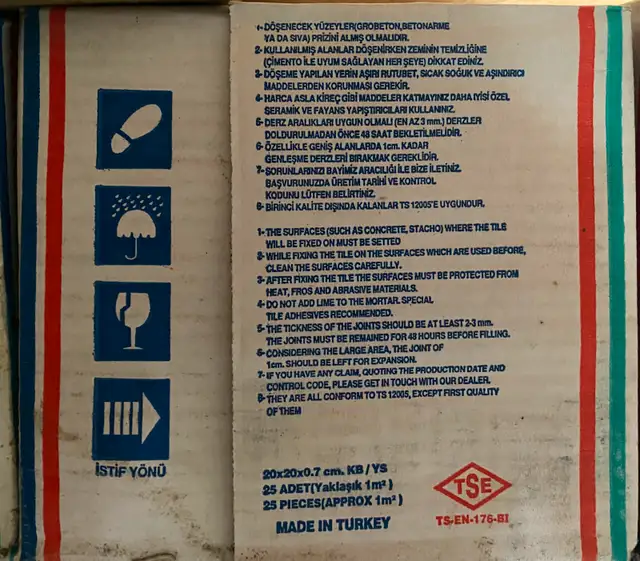 1- DÖŞENECEK YÜZEYLER(GROBETON,BETONARME
YA DA SIVA) PRİZİNİ ALMIŞ OLMALIDIR.
2- KULLANILMIŞ ALANLAR DÖŞENİRKEN ZEMİNİN TEMİZLİĞİNE
(ÇİMENTO İLE UYUM SAĞLAYAN HER ŞEYE) DİKKAT EDİNİZ.
3- DÖŞEME YAPILAN YERİN AŞIRI RUTUBET, SICAK SOĞUK VE AŞINDIRICI
MADDELERDEN KORUNMASI GEREKİR.
4- HARCA ASLA KİREÇ GİBİ MADDELER KATMAYINIZ DAHA İYİSİ ÖZEL
SERAMİK VE FAYANS YAPIŞTIRICILARI KULLANINIZ.
5- DERZ ARALIKLARI UYGUN OLMALI (EN AZ 3 mm.) DERZLER
DOLDURULMADAN ÖNCE 48 SAAT BEKLETİLMELİDİR.
6- ÖZELLİKLE GENİŞ ALANLARDA 1cm. KADAR
GENLEŞME DERZLERİ BIRAKMAK GEREKLİDİR.
7- SORUNLARINIZI BAYİMİZ ARACILIĞI İLE BİZE İLETİNİZ.
BAŞVURUNUZDA ÜRETİM TARİHİ VE KONTROL
KODUNU LÜTFEN BELİRTİNİZ.
8- BİRİNCİ KALİTE DIŞINDA KALANLAR TS 12005'E UYGUNDUR.
1- THE SURFACES (SUCH AS CONCRETE, STACHO) WHERE THE TILE
WILL BE FIXED ON MUST BE SETTED
2- WHILE FIXING THE TILE ON THE SURFACES WHICH ARE USED BEFORE,
CLEAN THE SURFACES CAREFULLY.
3- AFTER FIXING THE TILE THE SURFACES MUST BE PROTECTED FROM
HEAT, FROS AND ABRASIVE MATERIALS.
4- DO NOT ADD LIME TO THE MORTAR. SPECIAL
TILE ADHESIVES RECOMMENDED.
5- THE TICKNESS OF THE JOINTS SHOULD BE AT LEAST 2-3 mm.
THE JOINTS MUST BE REMAINED FOR 48 HOURS BEFORE FILLING.
6- CONSIDERING THE LARGE AREA, THE JOINT OF
1cm. SHOULD BE LEFT FOR EXPANSION.
7- IF YOU HAVE ANY CLAIM, QUOTING THE PRODUCTION DATE AND
CONTROL CODE, PLEASE GET IN TOUCH WITH OUR DEALER.
8- THEY ARE ALL CONFORM TO TS 12005, EXCEPT FIRST QUALITY
OF THEM
İSTİF YÖNÜ
20x20x0.7 cm. KB / YS
25 ADET(Yaklaşık 1m²)
25 PIECES(APPROX 1m²)
MADE IN TURKEY
TSE
TS-EN-176-BI